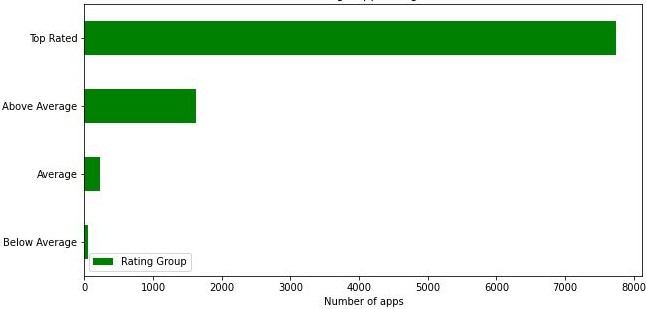 Top Rated
Above Average
Average
Below Average
Rating Group
0 1000 2000 3000 4000 5000 6000 7000 8000
Number of apps